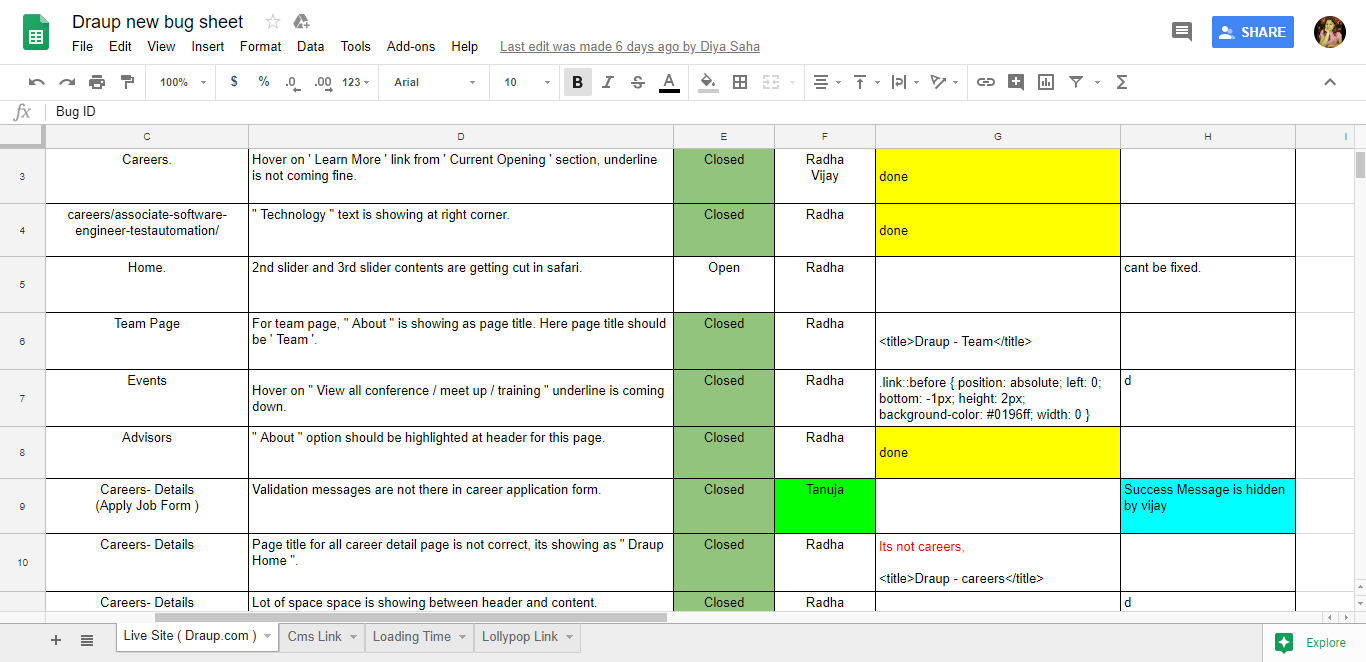 Draup new bug sheet
File Edit View Insert Format Data Tools Add-ons Help Last edit was made 6 days ago by Diya Saha
SHARE
100% $ % .0 .00 123 Arial 10 B I S A Σ
fx Bug ID
C D E F G H I
3 Careers. Hover on ' Learn More ' link from ' Current Opening ' section, underline Closed Radha
is not coming fine. Vijay done
4 careers/associate-software- " Technology " text is showing at right corner. Closed Radha
engineer-testautomation/ done
5 Home. 2nd slider and 3rd slider contents are getting cut in safari. Open Radha cant be fixed.
6 Team Page For team page, " About " is showing as page title. Here page title should Closed Radha
be ' Team '. <title>Draup - Team</title>
7 Events Hover on " View all conference / meet up / training " underline is coming Closed Radha .link::before { position: absolute; left: 0; d
down. bottom: -1px; height: 2px;
background-color: #0196ff; width: 0 }
8 Advisors " About " option should be highlighted at header for this page. Closed Radha
done
9 Careers- Details Validation messages are not there in career application form. Closed Tanuja Success Message is hidden
(Apply Job Form ) by vijay
10 Careers- Details Page title for all career detail page is not correct, its showing as " Draup Closed Radha Its not careers,
Home ". <title>Draup - careers</title>
Careers- Details Lot of space space is showing between header and content. Closed Radha d
Live Site ( Draup.com ) Cms Link Loading Time Lollypop Link Explore